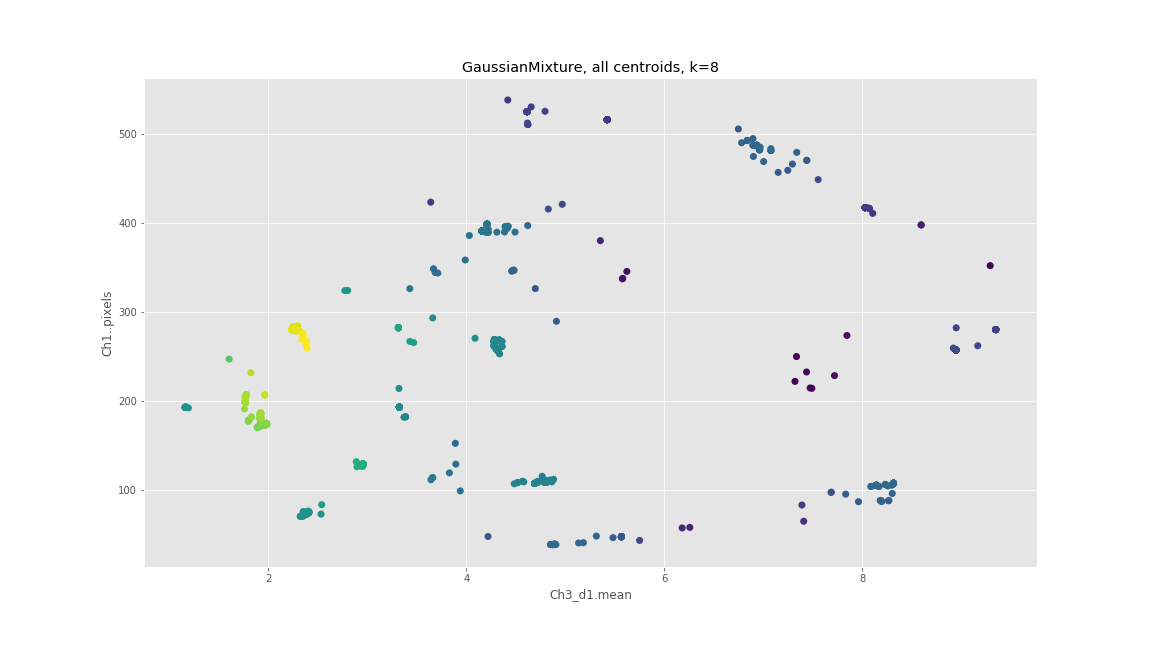 GaussianMixture, all centroids, k=8
500
400
300
200
100
Ch1..pixels
2 4 6 8
Ch3_d1.mean